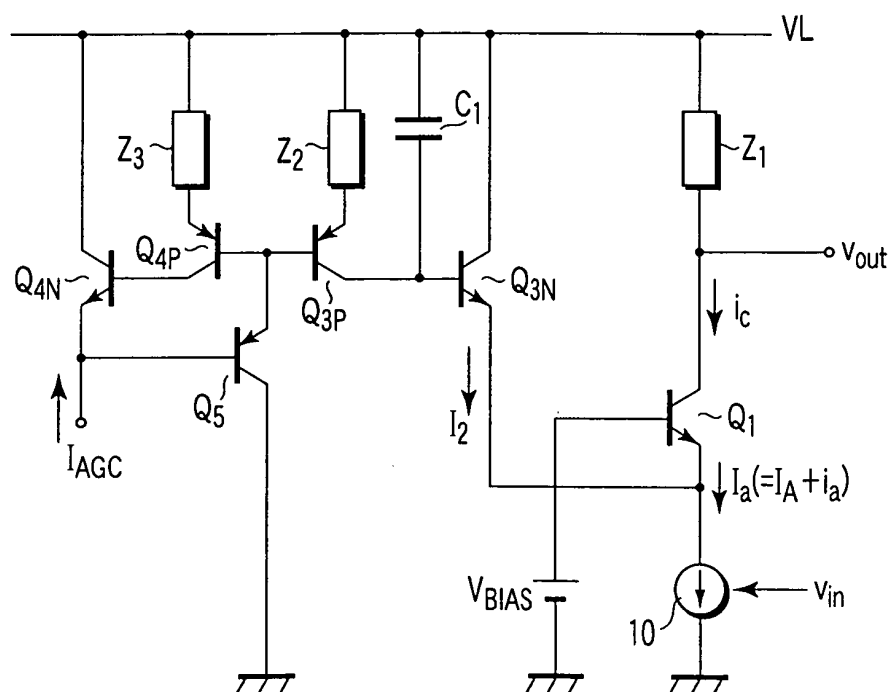 VL
Z3
Z2
C1
Z1
Q4N
Q4P
Q3P
Q3N
vout
ic
Q5
IAGC
I2
Q1
Ia(=IA+ia)
VBIAS
10
vin